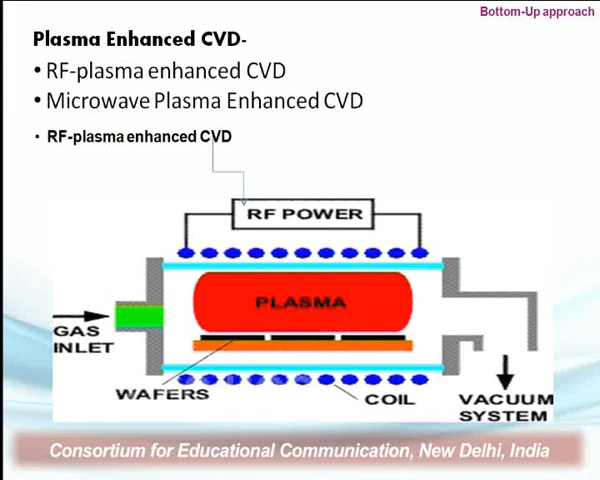 Bottom-Up approach
Plasma Enhanced CVD-
• RF-plasma enhanced CVD
• Microwave Plasma Enhanced CVD
• RF-plasma enhanced CVD
RF POWER
PLASMA
GAS
INLET
WAFERS
COIL
VACUUM
SYSTEM
Consortium for Educational Communication, New Delhi, India